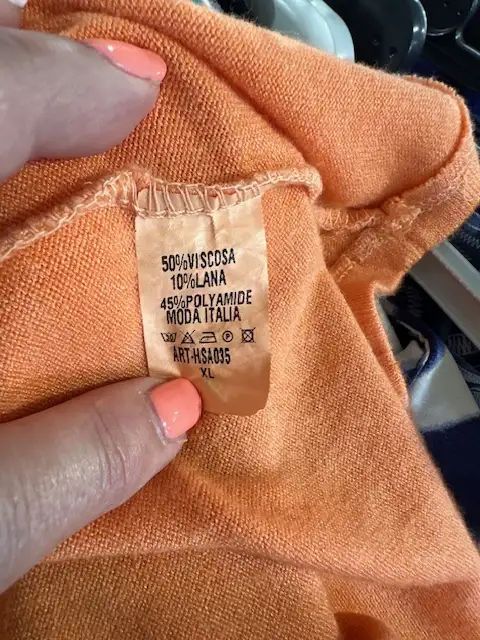 50%VISCOSA
10%LANA
45%POLYAMIDE
MODA ITALIA
ART-HSA035
XL